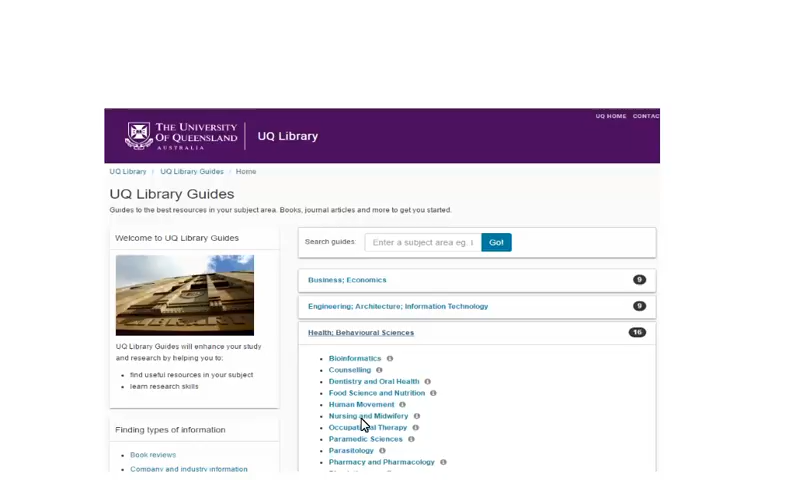 UQ HOME CONTAC
THE UNIVERSITY
OF QUEENSLAND
AUSTRALIA
UQ Library
UQ Library / UQ Library Guides / Home
UQ Library Guides
Guides to the best resources in your subject area. Books, journal articles and more to get you started.
Welcome to UQ Library Guides
UQ Library Guides will enhance your study
and research by helping you to:
find useful resources in your subject
learn research skills
Finding types of information
Book reviews
Company and industry information
Search guides: Enter a subject area eg. Go!
Business; Economics 9
Engineering; Architecture; Information Technology 9
Health; Behavioural Sciences 16
Bioinformatics
Counselling
Dentistry and Oral Health
Food Science and Nutrition
Human Movement
Nursing and Midwifery
Occupational Therapy
Paramedic Sciences
Parasitology
Pharmacy and Pharmacology